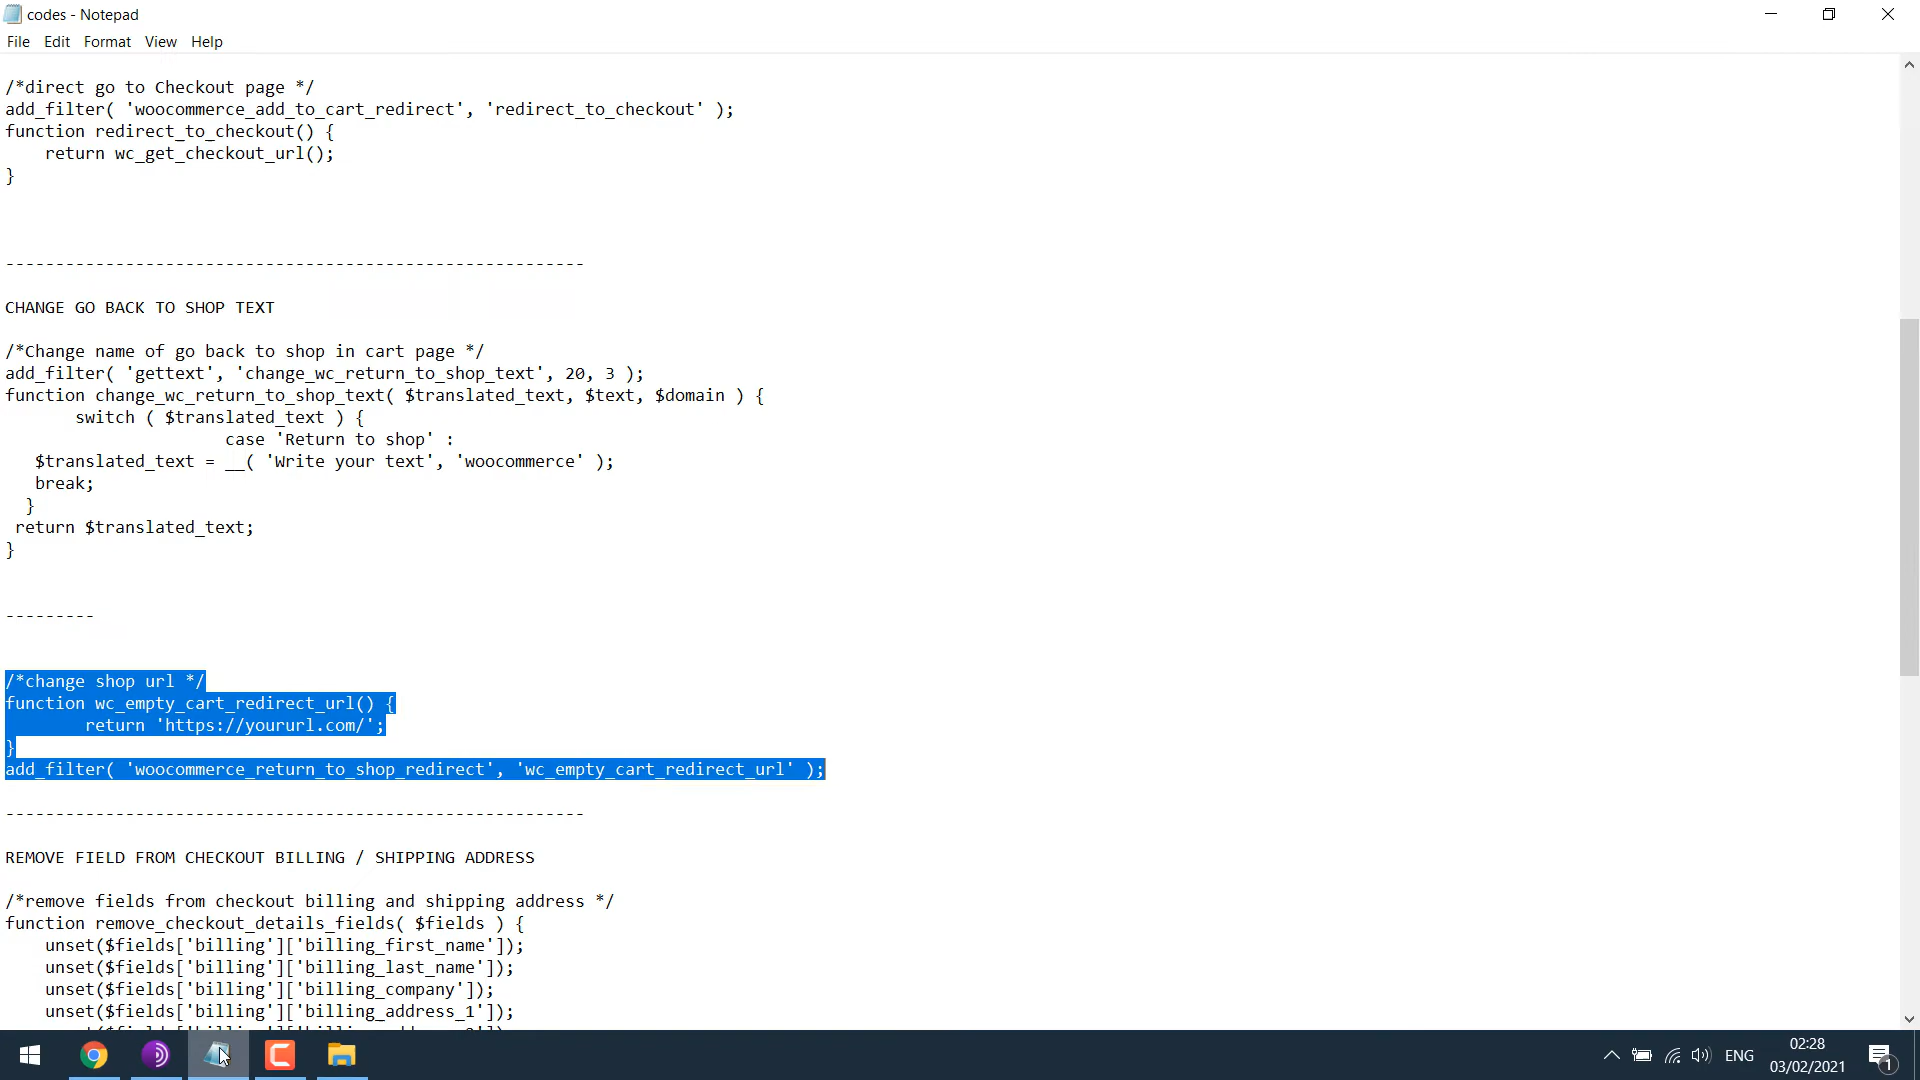 codes - Notepad
File Edit Format View Help
/*direct go to Checkout page */
add_filter( 'woocommerce_add_to_cart_redirect', 'redirect_to_checkout' );
function redirect_to_checkout() {
    return wc_get_checkout_url();
}
----------------------------------------------------------
CHANGE GO BACK TO SHOP TEXT
/*Change name of go back to shop in cart page */
add_filter( 'gettext', 'change_wc_return_to_shop_text', 20, 3 );
function change_wc_return_to_shop_text( $translated_text, $text, $domain ) {
       switch ( $translated_text ) {
                      case 'Return to shop' :
   $translated_text = __( 'Write your text', 'woocommerce' );
   break;
  }
 return $translated_text;
}
---------
/*change shop url */
function wc_empty_cart_redirect_url() {
        return 'https://yoururl.com/';
}
add_filter( 'woocommerce_return_to_shop_redirect', 'wc_empty_cart_redirect_url' );
----------------------------------------------------------
REMOVE FIELD FROM CHECKOUT BILLING / SHIPPING ADDRESS
/*remove fields from checkout billing and shipping address */
function remove_checkout_details_fields( $fields ) {
    unset($fields['billing']['billing_first_name']);
    unset($fields['billing']['billing_last_name']);
    unset($fields['billing']['billing_company']);
    unset($fields['billing']['billing_address_1']);
ENG
02:28
03/02/2021
1